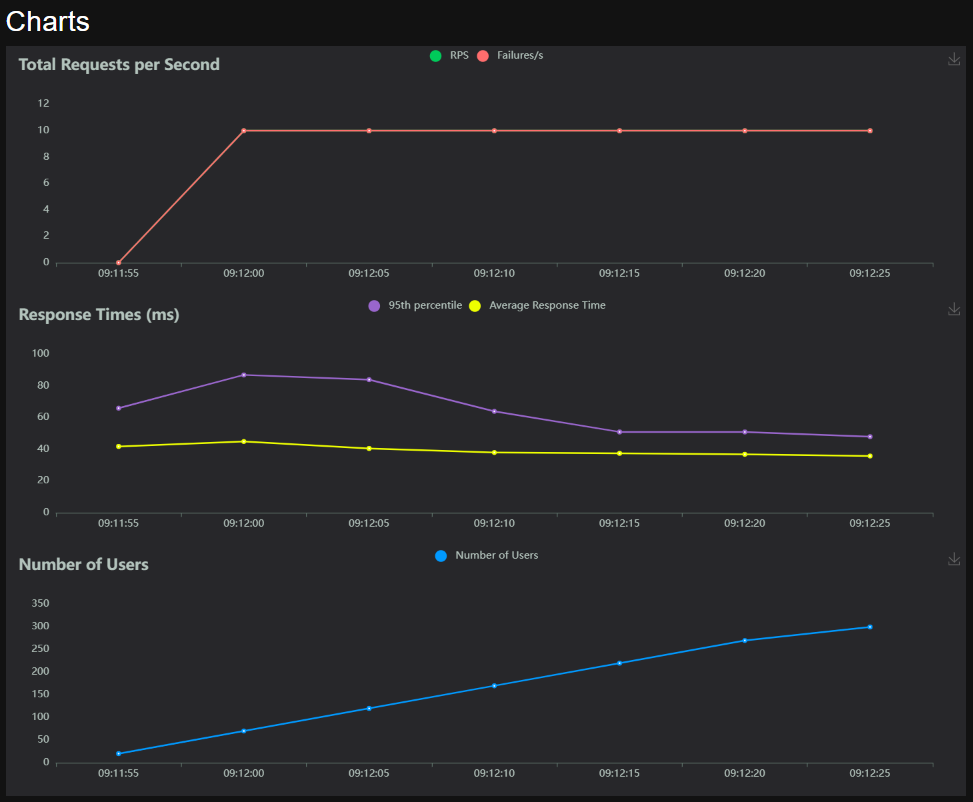 Charts
Total Requests per Second
RPS Failures/s
12
10
8
6
4
2
0
09:11:55 09:12:00 09:12:05 09:12:10 09:12:15 09:12:20 09:12:25
Response Times (ms)
95th percentile Average Response Time
100
80
60
40
20
0
09:11:55 09:12:00 09:12:05 09:12:10 09:12:15 09:12:20 09:12:25
Number of Users
Number of Users
350
300
250
200
150
100
50
0
09:11:55 09:12:00 09:12:05 09:12:10 09:12:15 09:12:20 09:12:25